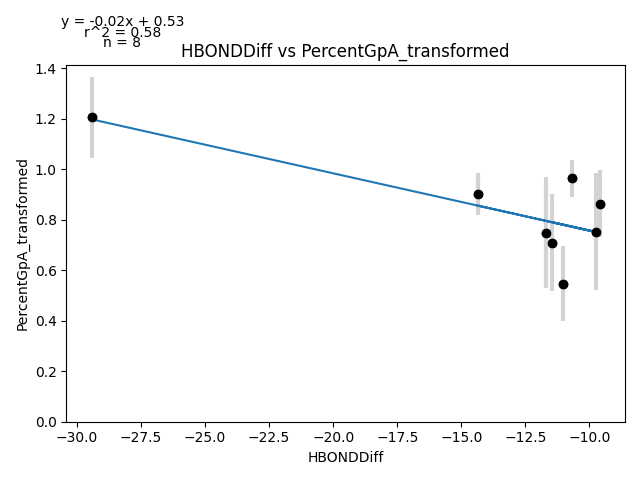 y = -0.02x + 0.53
r^2 = 0.58
n = 8
HBONDDiff vs PercentGpA_transformed
PercentGpA_transformed
1.4
1.2
1.0
0.8
0.6
0.4
0.2
0.0
−30.0 −27.5 −25.0 −22.5 −20.0 −17.5 −15.0 −12.5 −10.0
HBONDDiff